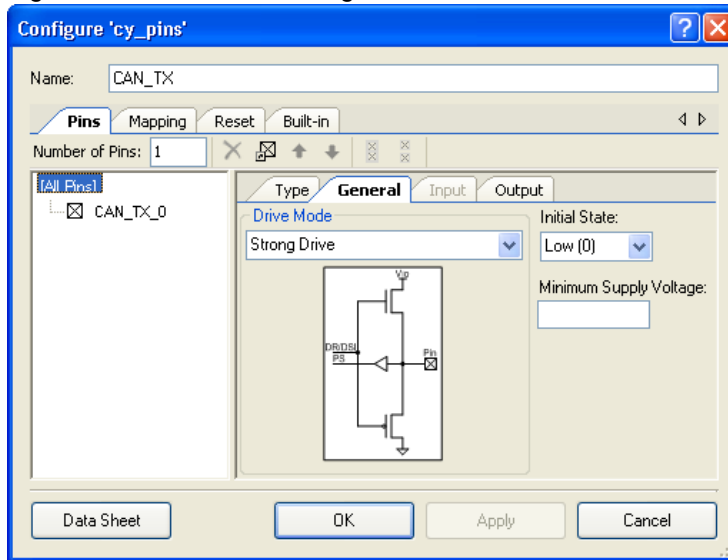 Configure 'cy_pins'
Name: CAN_TX
Pins Mapping Reset Built-in
Number of Pins: 1
[All Pins]
CAN_TX_0
Type General Input Output
Drive Mode
Strong Drive
Initial State:
Low (0)
Minimum Supply Voltage:
Vio
DR/DSI
PS
Pin
Data Sheet OK Apply Cancel